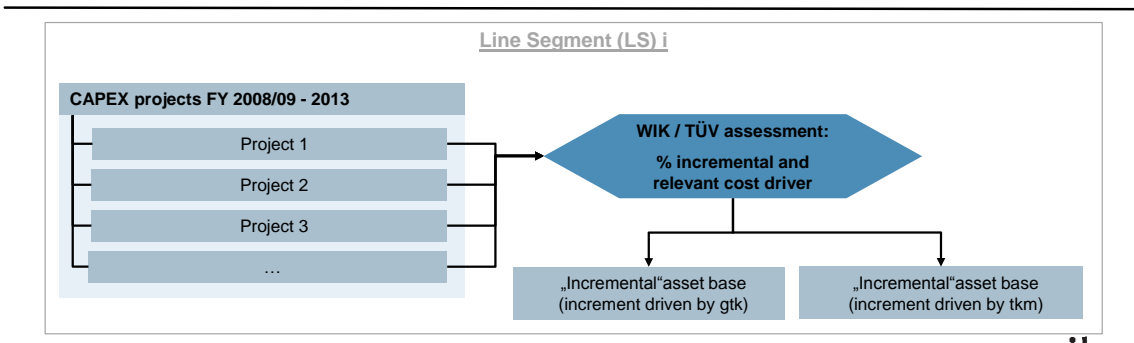 Line Segment (LS) i
CAPEX projects FY 2008/09 - 2013
Project 1
Project 2
Project 3
…
WIK / TÜV assessment:
% incremental and
relevant cost driver
„Incremental“asset base
(increment driven by gtk)
„Incremental“asset base
(increment driven by tkm)